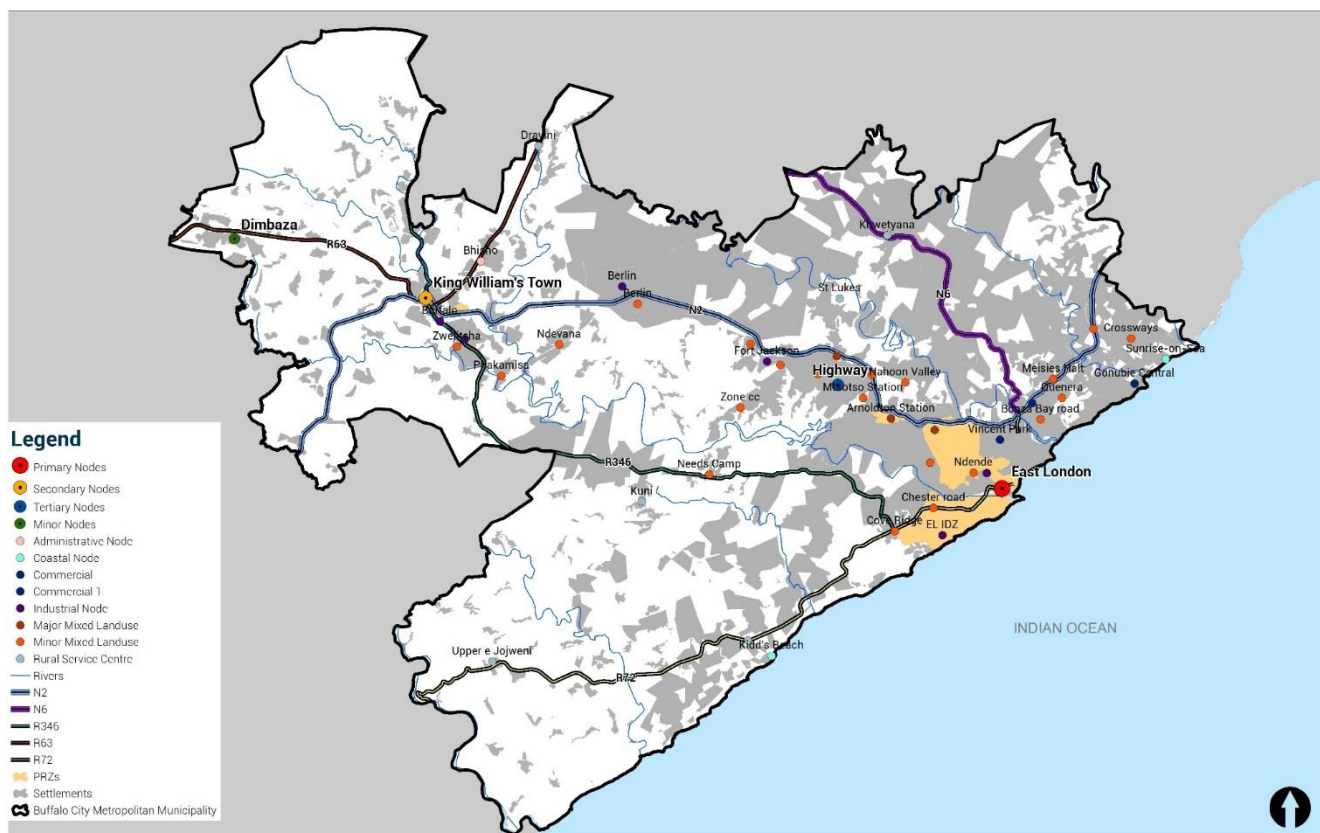 Drayini
Dimbaza
R63
Bhisho
Khwetyana
King William's Town
Berlin
Berlin
St Lukes
N6
Buffalo
N2
Zwelitsha
Ndevana
Fort Jackson
Crossways
Sunrise-on-Sea
Phakamisa
Highway
Nahoon Valley
Meisies Halt
Gonubie Central
Mtsotso Station
Quenera
Zone cc
Arnoldton Station
Bonza Bay road
Vincent Park
Legend
Primary Nodes
Secondary Nodes
Tertiary Nodes
Minor Nodes
Administrative Node
Coastal Node
Commercial
Commercial 1
Industrial Node
Major Mixed Landuse
Minor Mixed Landuse
Rural Service Centre
Rivers
N2
N6
R346
R63
R72
PRZs
Settlements
Buffalo City Metropolitan Municipality
R346
Needs Camp
Ndende
East London
Kuni
Chester road
Cove Ridge
EL IDZ
INDIAN OCEAN
Kidd's Beach
Upper e Jojweni
R72